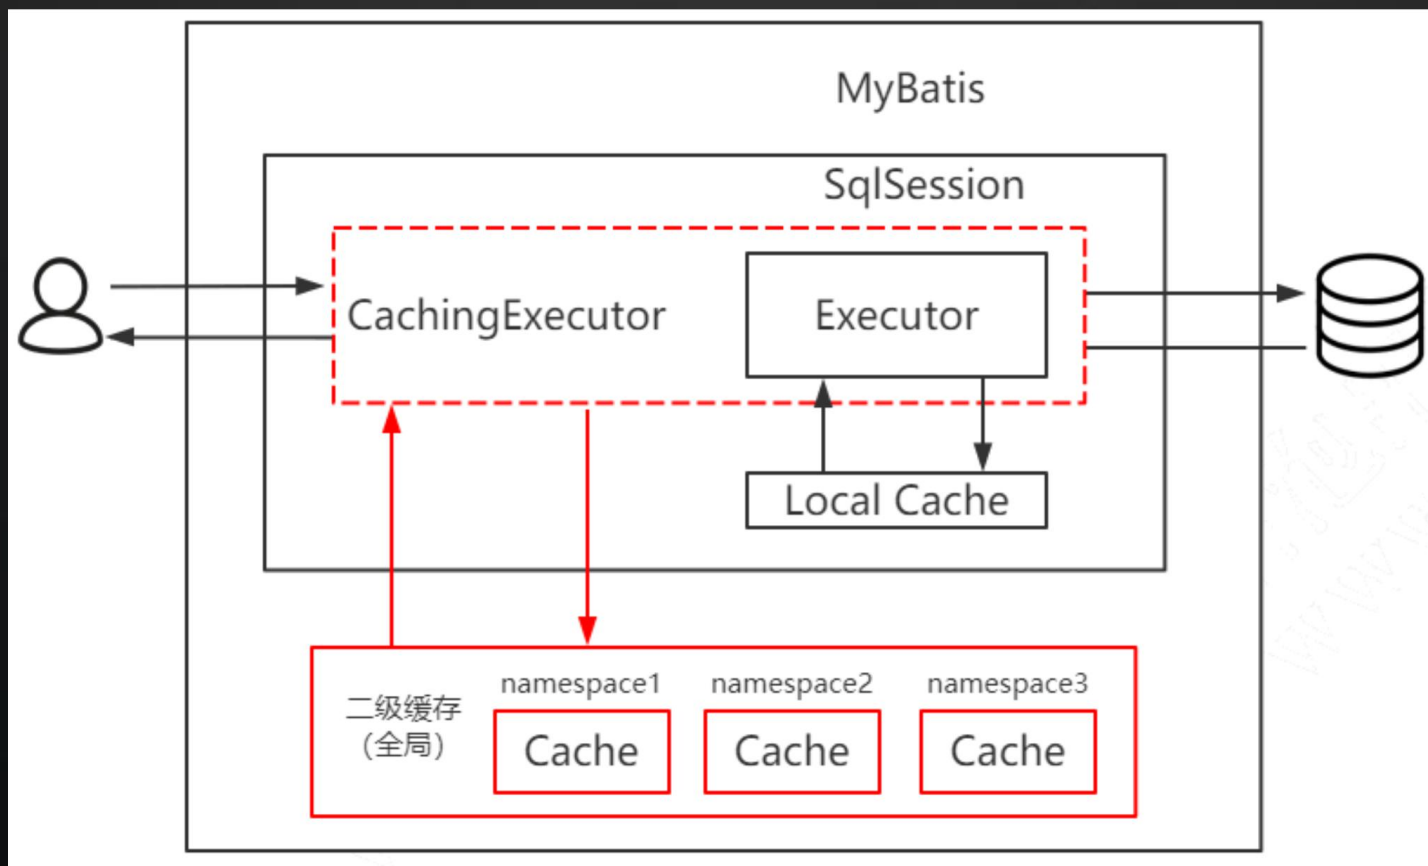 MyBatis
SqlSession
CachingExecutor
Executor
Local Cache
二级缓存
（全局）
namespace1
namespace2
namespace3
Cache
Cache
Cache